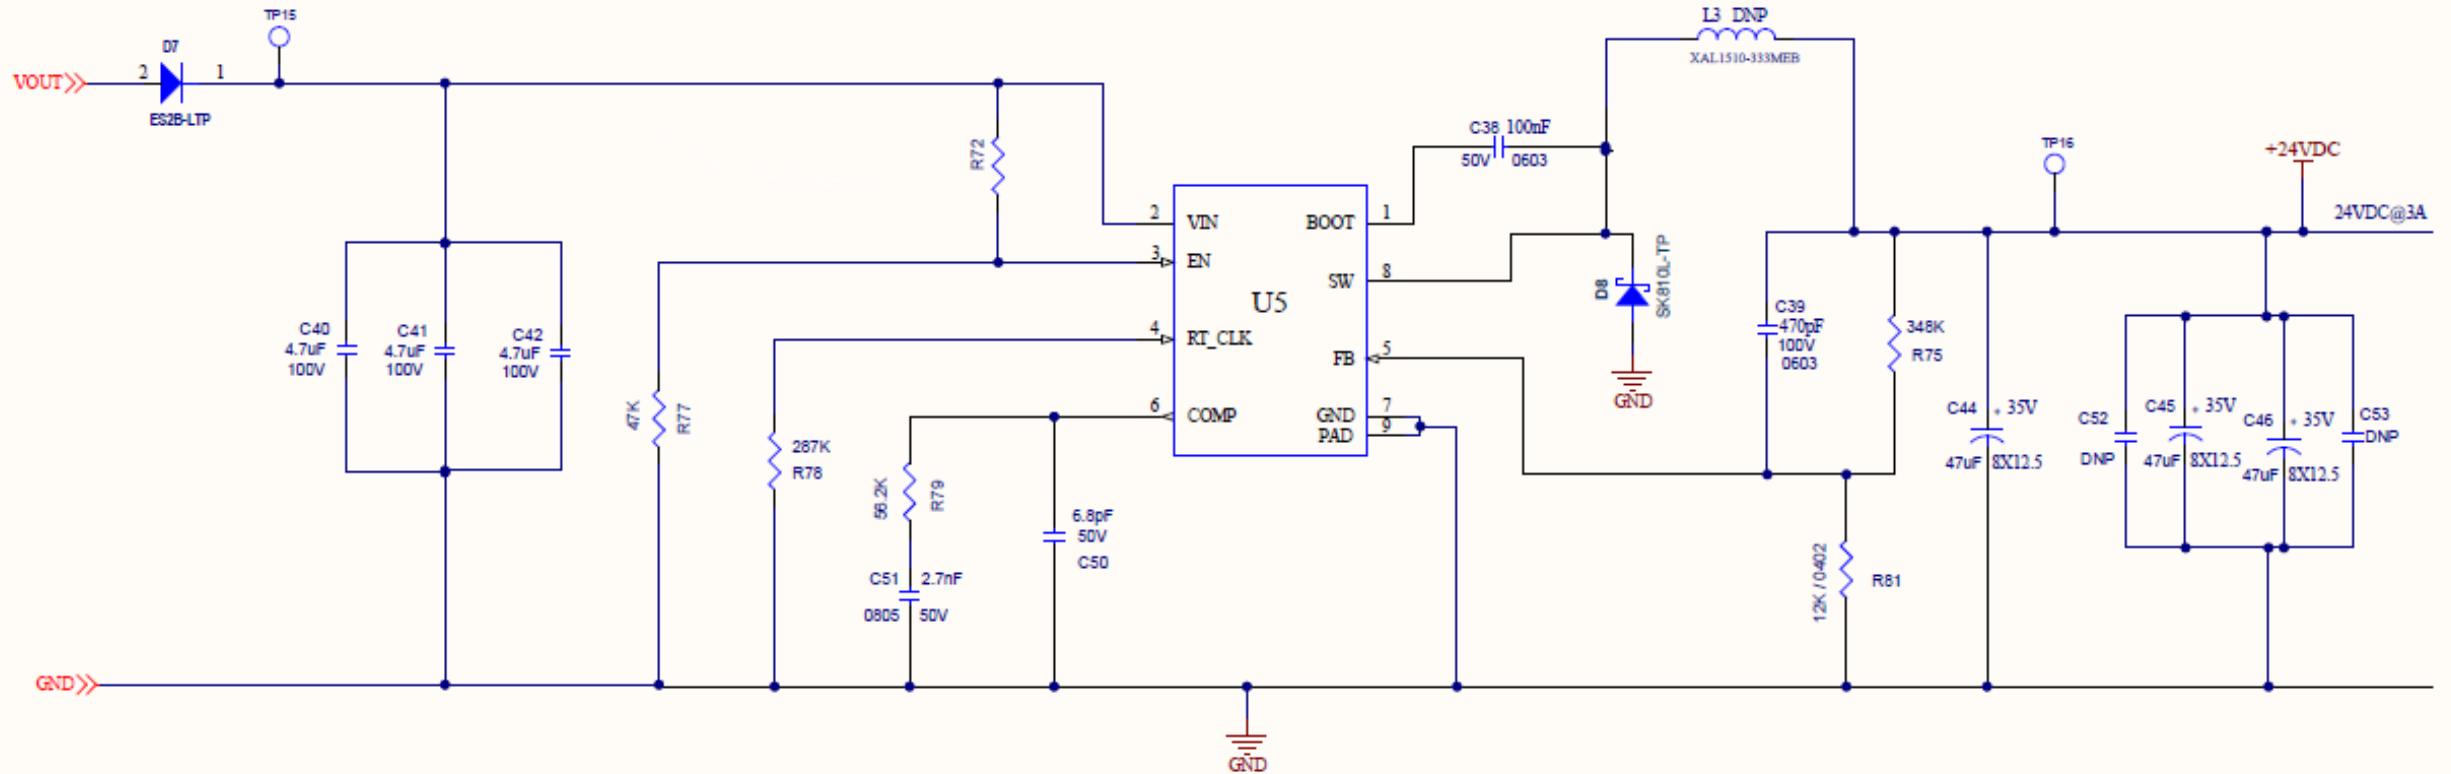 TP15
D7
VOUT
2
1
ES2B-LTP
L3 DNP
XAL1510-333MEB
C38 100nF
50V 0603
R72
TP16
+24VDC
24VDC@3A
2
VIN
BOOT
1
3
EN
SW
8
U5
4
RT_CLK
FB
5
6
COMP
GND
7
PAD
9
D8
SK810L-TP
GND
C40
4.7uF
100V
C41
4.7uF
100V
C42
4.7uF
100V
47K
R77
287K
R78
56.2K
R79
C51 2.7nF
0805 50V
6.8pF
50V
C50
C39
470pF
100V
0603
348K
R75
12K / 0402
R81
C44 + 35V
47uF 8X12.5
C52
DNP
C45 + 35V
47uF 8X12.5
C46 + 35V
47uF 8X12.5
C53
DNP
GND
GND